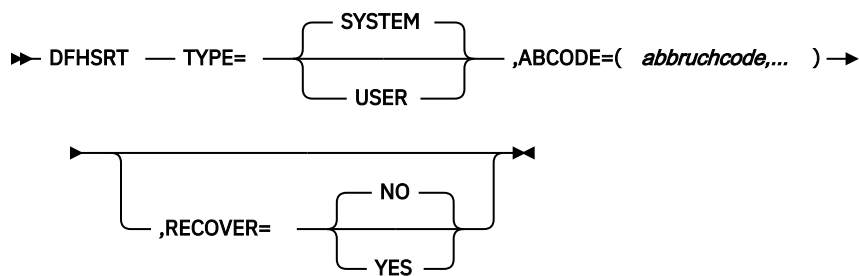 SYSTEM
DFHSRT TYPE= ,ABCODE=( abbruchcode,... )
USER
NO
,RECOVER=
YES